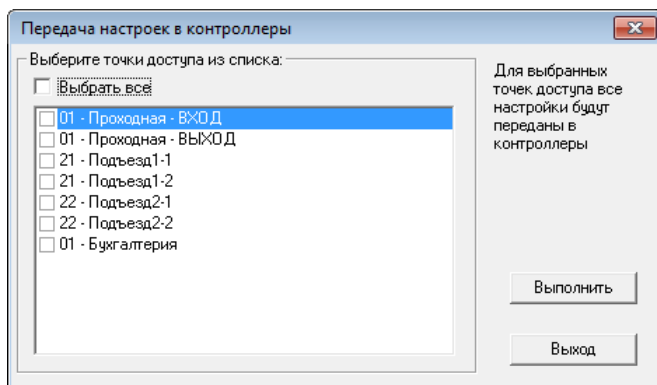 Передача настроек в контроллеры
Выберите точки доступа из списка:
Выбрать все
01 - Проходная - ВХОД
01 - Проходная - ВЫХОД
21 - Подъезд1-1
21 - Подъезд1-2
22 - Подъезд2-1
22 - Подъезд2-2
01 - Бухгалтерия
Для выбранных
точек доступа все
настройки будут
переданы в
контроллеры
Выполнить
Выход